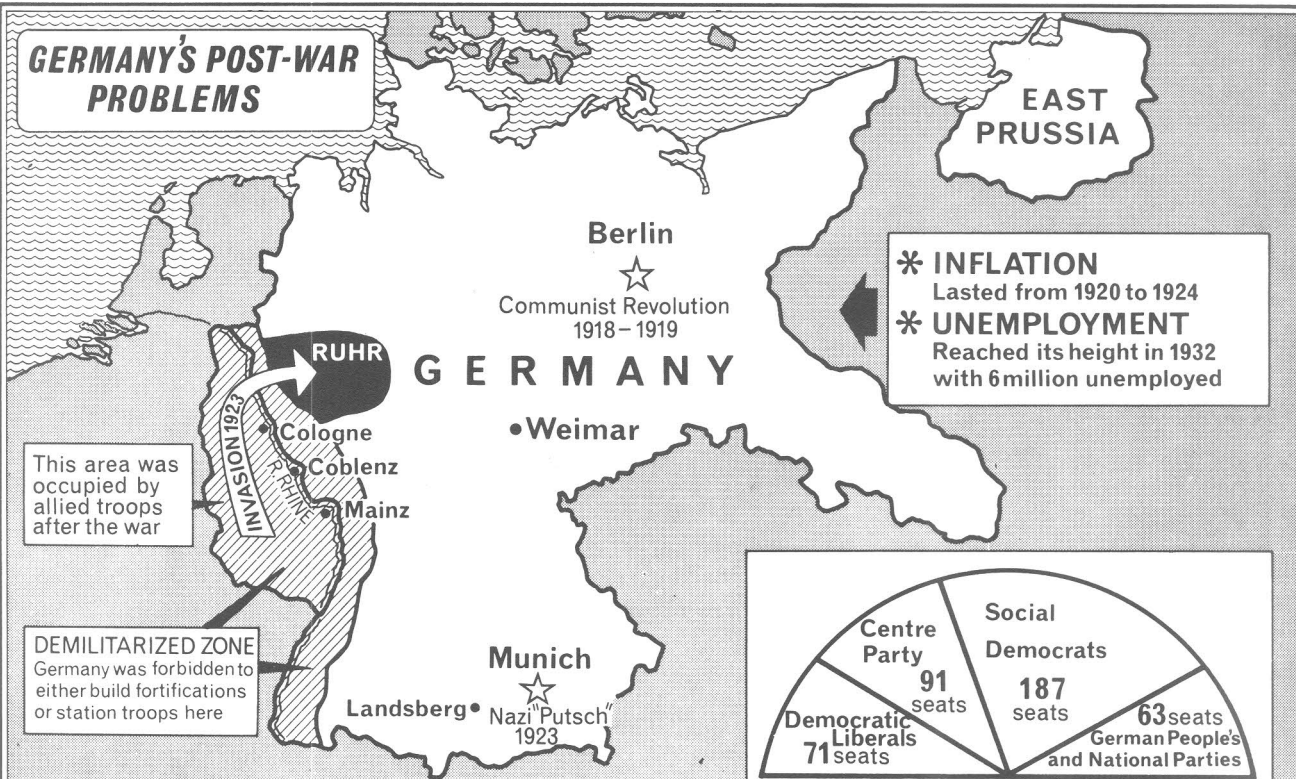 GERMANY'S POST-WAR
PROBLEMS
EAST
PRUSSIA
Berlin
Communist Revolution
1918–1919
* INFLATION
Lasted from 1920 to 1924
* UNEMPLOYMENT
Reached its height in 1932
with 6 million unemployed
RUHR
GERMANY
INVASION 1923
Cologne
Weimar
Coblenz
R. RHINE
Mainz
This area was
occupied by
allied troops
after the war
DEMILITARIZED ZONE
Germany was forbidden to
either build fortifications
or station troops here
Munich
Landsberg
Nazi "Putsch"
1923
Centre
Party
91
seats
Social
Democrats
187
seats
Democratic
Liberals
71 seats
63 seats
German People's
and National Parties